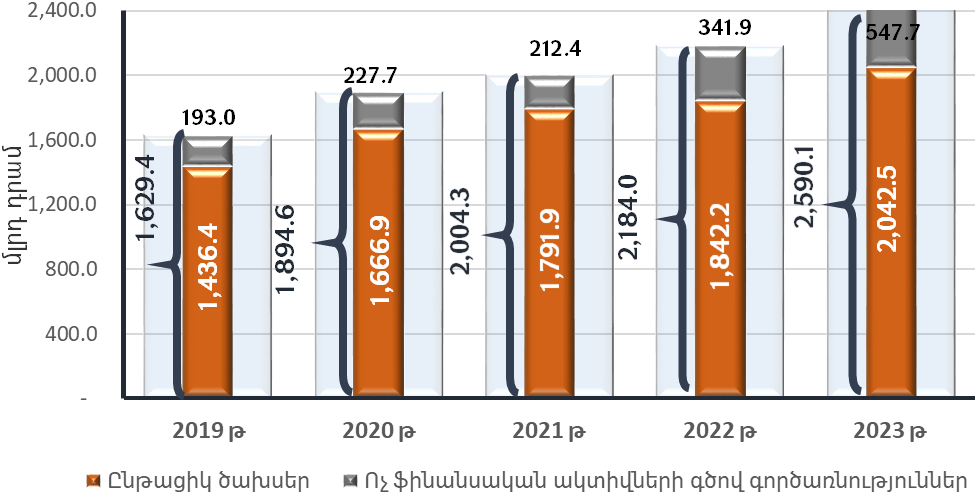 մլրդ դրամ
2,400.0
2,000.0
1,600.0
1,200.0
800.0
400.0
-
193.0
1,629.4
1,436.4
227.7
1,894.6
1,666.9
212.4
2,004.3
1,791.9
341.9
2,184.0
1,842.2
547.7
2,590.1
2,042.5
2019 թ
2020 թ
2021 թ
2022 թ
2023 թ
Ընթացիկ ծախսեր
Ոչ ֆինանսական ակտիվների գծով գործառնություններ